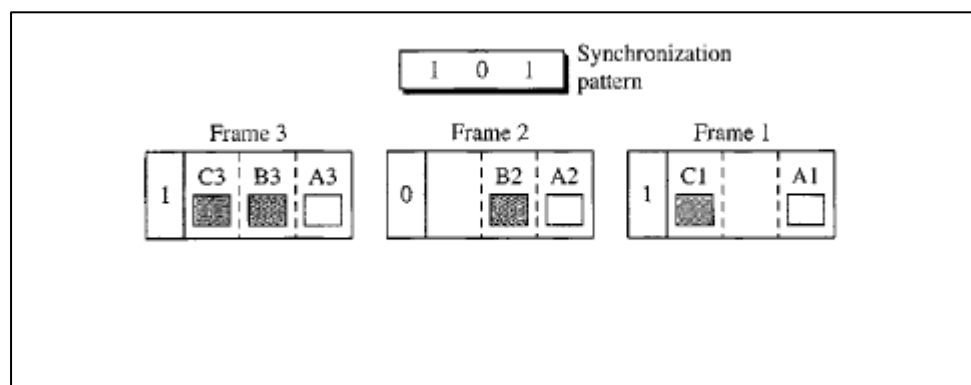 1 0 1 Synchronization
pattern
Frame 3 Frame 2 Frame 1
1 C3 B3 A3 0 B2 A2 1 C1 A1